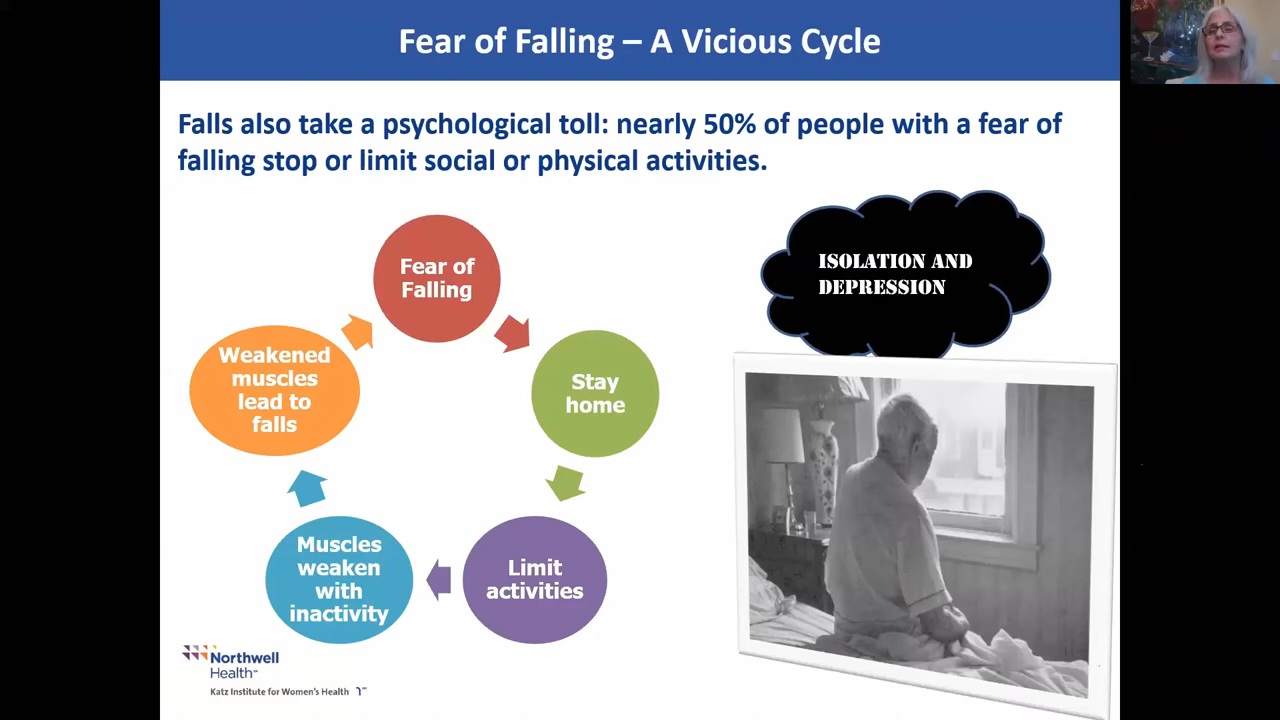 Fear of Falling – A Vicious Cycle
Falls also take a psychological toll: nearly 50% of people with a fear of
falling stop or limit social or physical activities.
Fear of
Falling
Stay
home
Limit
activities
Muscles
weaken
with
inactivity
Weakened
muscles
lead to
falls
ISOLATION AND
DEPRESSION
Northwell
Health℠
Katz Institute for Women's Health